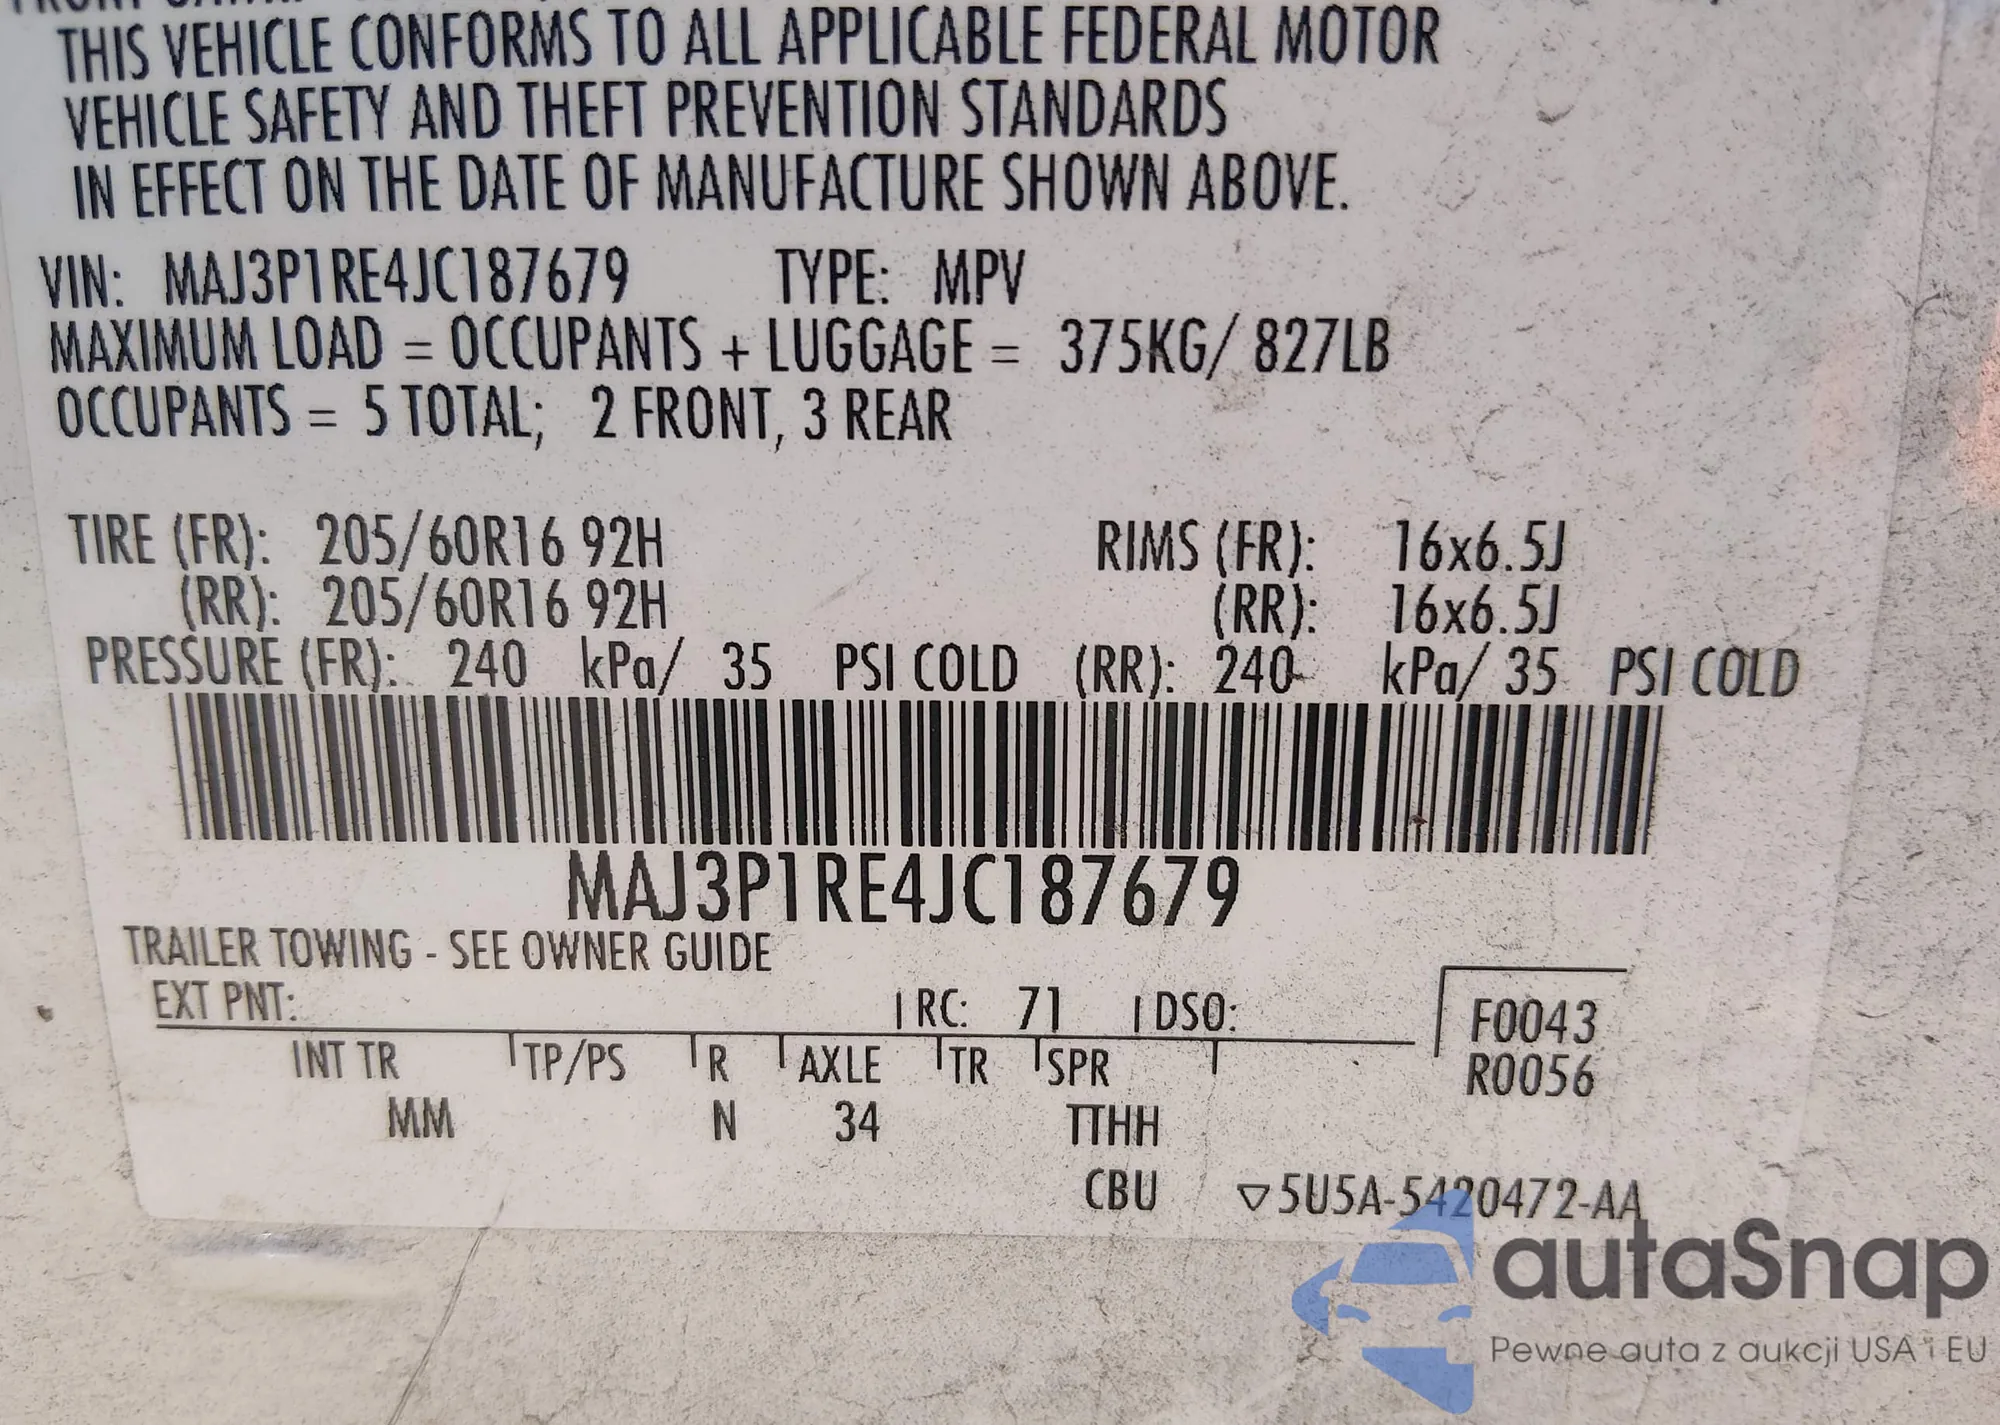 THIS VEHICLE CONFORMS TO ALL APPLICABLE FEDERAL MOTOR
VEHICLE SAFETY AND THEFT PREVENTION STANDARDS
IN EFFECT ON THE DATE OF MANUFACTURE SHOWN ABOVE.
VIN: MAJ3P1RE4JC187679 TYPE: MPV
MAXIMUM LOAD = OCCUPANTS + LUGGAGE = 375KG/ 827LB
OCCUPANTS = 5 TOTAL; 2 FRONT, 3 REAR
TIRE (FR): 205/60R16 92H RIMS (FR): 16x6.5J
(RR): 205/60R16 92H (RR): 16x6.5J
PRESSURE (FR): 240 kPa/ 35 PSI COLD (RR): 240 kPa/ 35 PSI COLD
MAJ3P1RE4JC187679
TRAILER TOWING - SEE OWNER GUIDE
EXT PNT: RC: 71 DSO: F0043
R0056
INT TR TP/PS R AXLE TR SPR
MM N 34 TTHH
CBU ▽5U5A-5420472-AA
autaSnap
Pewne auta z aukcji USA i EU